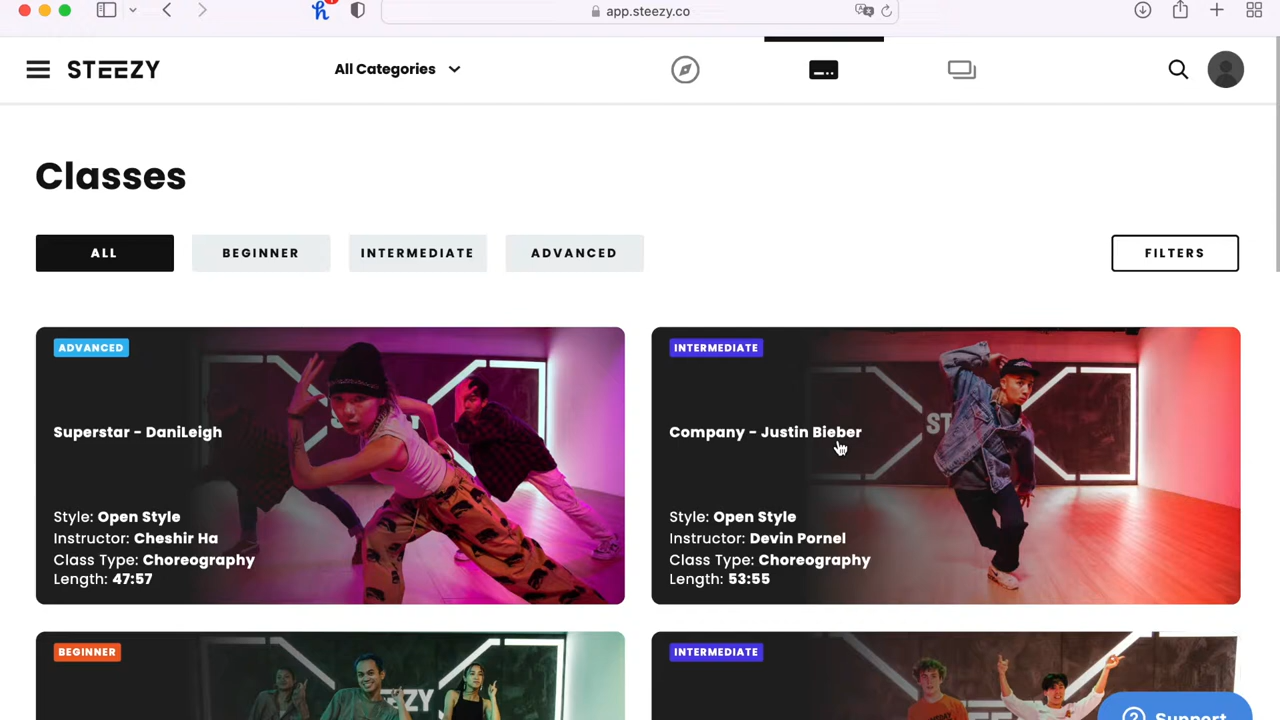 app.steezy.co
STEEZY
All Categories
Classes
ALL
BEGINNER
INTERMEDIATE
ADVANCED
FILTERS
ADVANCED
Superstar - DaniLeigh
Style: Open Style
Instructor: Cheshir Ha
Class Type: Choreography
Length: 47:57
INTERMEDIATE
Company - Justin Bieber
Style: Open Style
Instructor: Devin Pornel
Class Type: Choreography
Length: 53:55
BEGINNER
INTERMEDIATE
Support